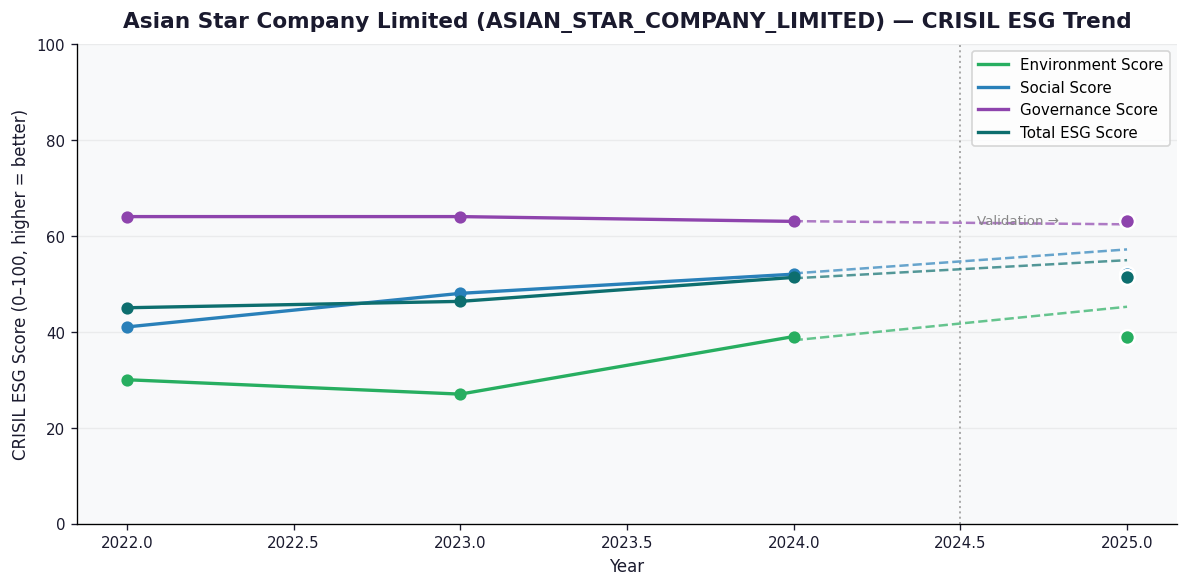 Asian Star Company Limited (ASIAN_STAR_COMPANY_LIMITED) — CRISIL ESG Trend
CRISIL ESG Score (0–100, higher = better)
100
80
60
40
20
0
Environment Score
Social Score
Governance Score
Total ESG Score
Validation →
2022.0
2022.5
2023.0
2023.5
2024.0
2024.5
2025.0
Year